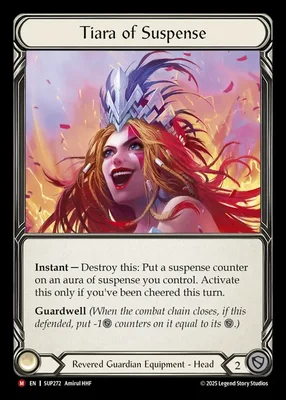 Tiara of Suspense
Instant — Destroy this: Put a suspense counter
on an aura of suspense you control. Activate
this only if you've been cheered this turn.
Guardwell (When the combat chain closes, if this
defended, put -1 counters on it equal to its .)
Revered Guardian Equipment - Head
2
M EN | SUP272 Amirul HHF
©2025 Legend Story Studios